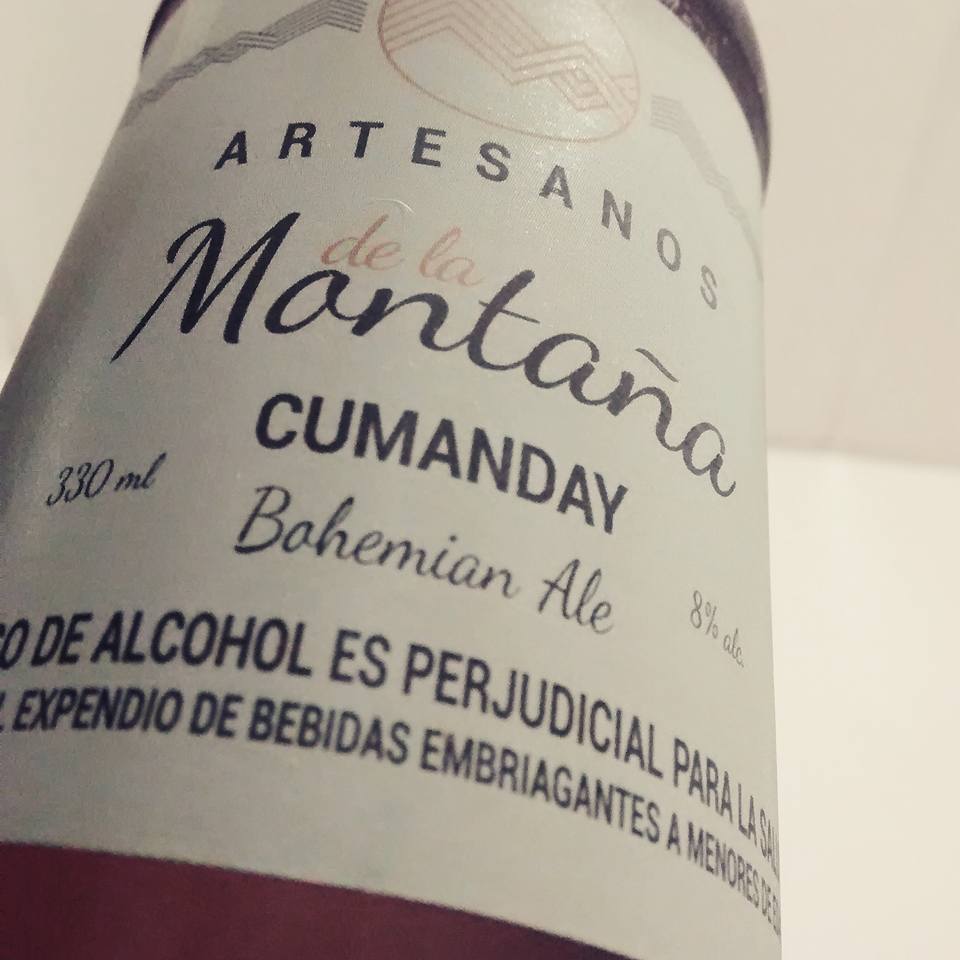 ARTESANOS
de la
Montaña
CUMANDAY
330 ml
Bohemian Ale
8% alc.
DE ALCOHOL ES PERJUDICIAL PARA LA
EXPENDIO DE BEBIDAS EMBRIAGANTES A MENORES DE